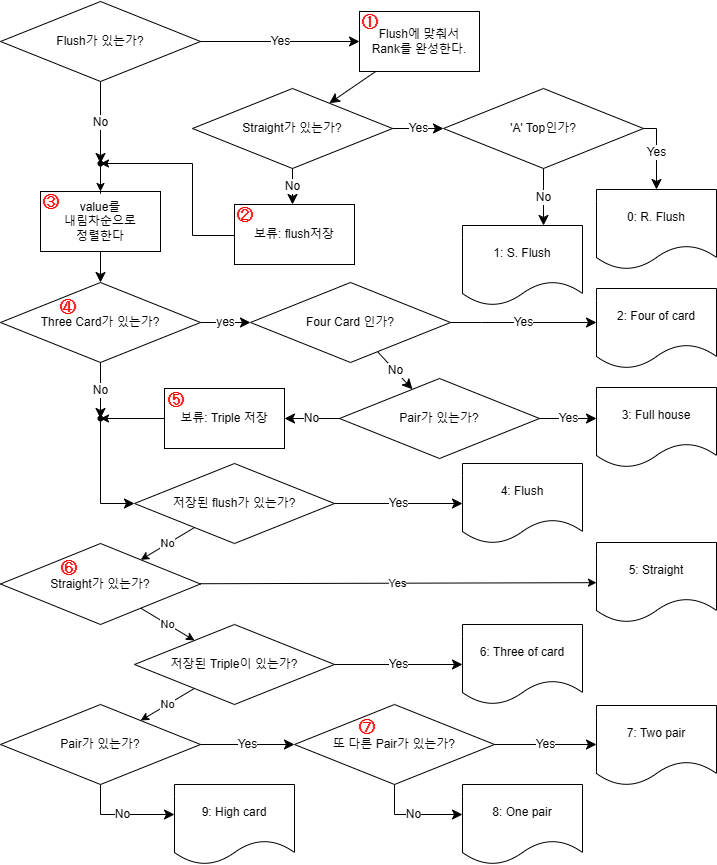 Flush가 있는가?
Yes
①
Flush에 맞춰서
Rank를 완성한다.
No
Straight가 있는가?
Yes
'A' Top인가?
Yes
No
No
0: R. Flush
③
value를
내림차순으로
정렬한다
②
보류: flush저장
1: S. Flush
④
Three Card가 있는가?
yes
Four Card 인가?
Yes
2: Four of card
No
No
⑤
보류: Triple 저장
No
Pair가 있는가?
Yes
3: Full house
저장된 flush가 있는가?
Yes
4: Flush
No
⑥
Straight가 있는가?
Yes
5: Straight
No
저장된 Triple이 있는가?
Yes
6: Three of card
No
Pair가 있는가?
Yes
⑦
또 다른 Pair가 있는가?
Yes
7: Two pair
No
9: High card
No
8: One pair